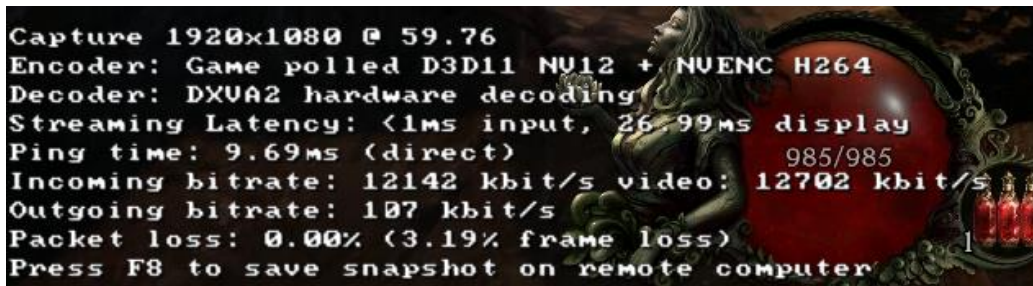 Capture 1920x1080 @ 59.76
Encoder: Game polled D3D11 NV12 + NVENC H264
Decoder: DXVA2 hardware decoding
Streaming Latency: <1ms input, 26.99ms display
Ping time: 9.69ms (direct)
985/985
Incoming bitrate: 12142 kbit/s video: 12702 kbit/s
Outgoing bitrate: 107 kbit/s
Packet loss: 0.00% (3.19% frame loss)
1
Press F8 to save snapshot on remote computer